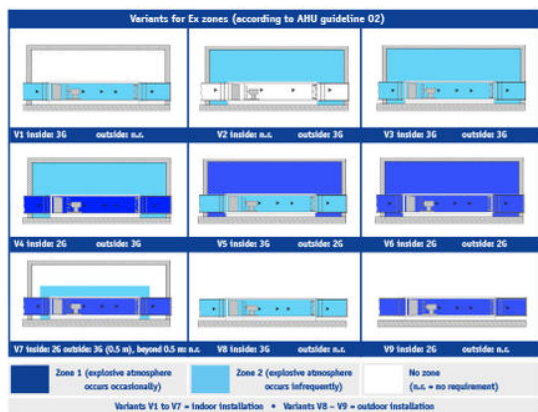 Variants for Ex zones (according to AHU guideline 02)
V1 inside: 3G outside: n.r.
V2 inside: n.r. outside: 3G
V3 inside: 3G outside: 3G
V4 inside: 2G outside: 3G
V5 inside: 3G outside: 2G
V6 inside: 2G outside: 2G
V7 inside: 2G outside: 3G (0.5 m), beyond 0.5 m: n.r.
V8 inside: 3G outside: n.r.
V9 inside: 2G outside: n.r.
Zone 1 (explosive atmosphere
occurs occasionally)
Zone 2 (explosive atmosphere
occurs infrequently)
No zone
(n.r. = no requirement)
Variants V1 to V7 = indoor installation • Variants V8 – V9 = outdoor installation